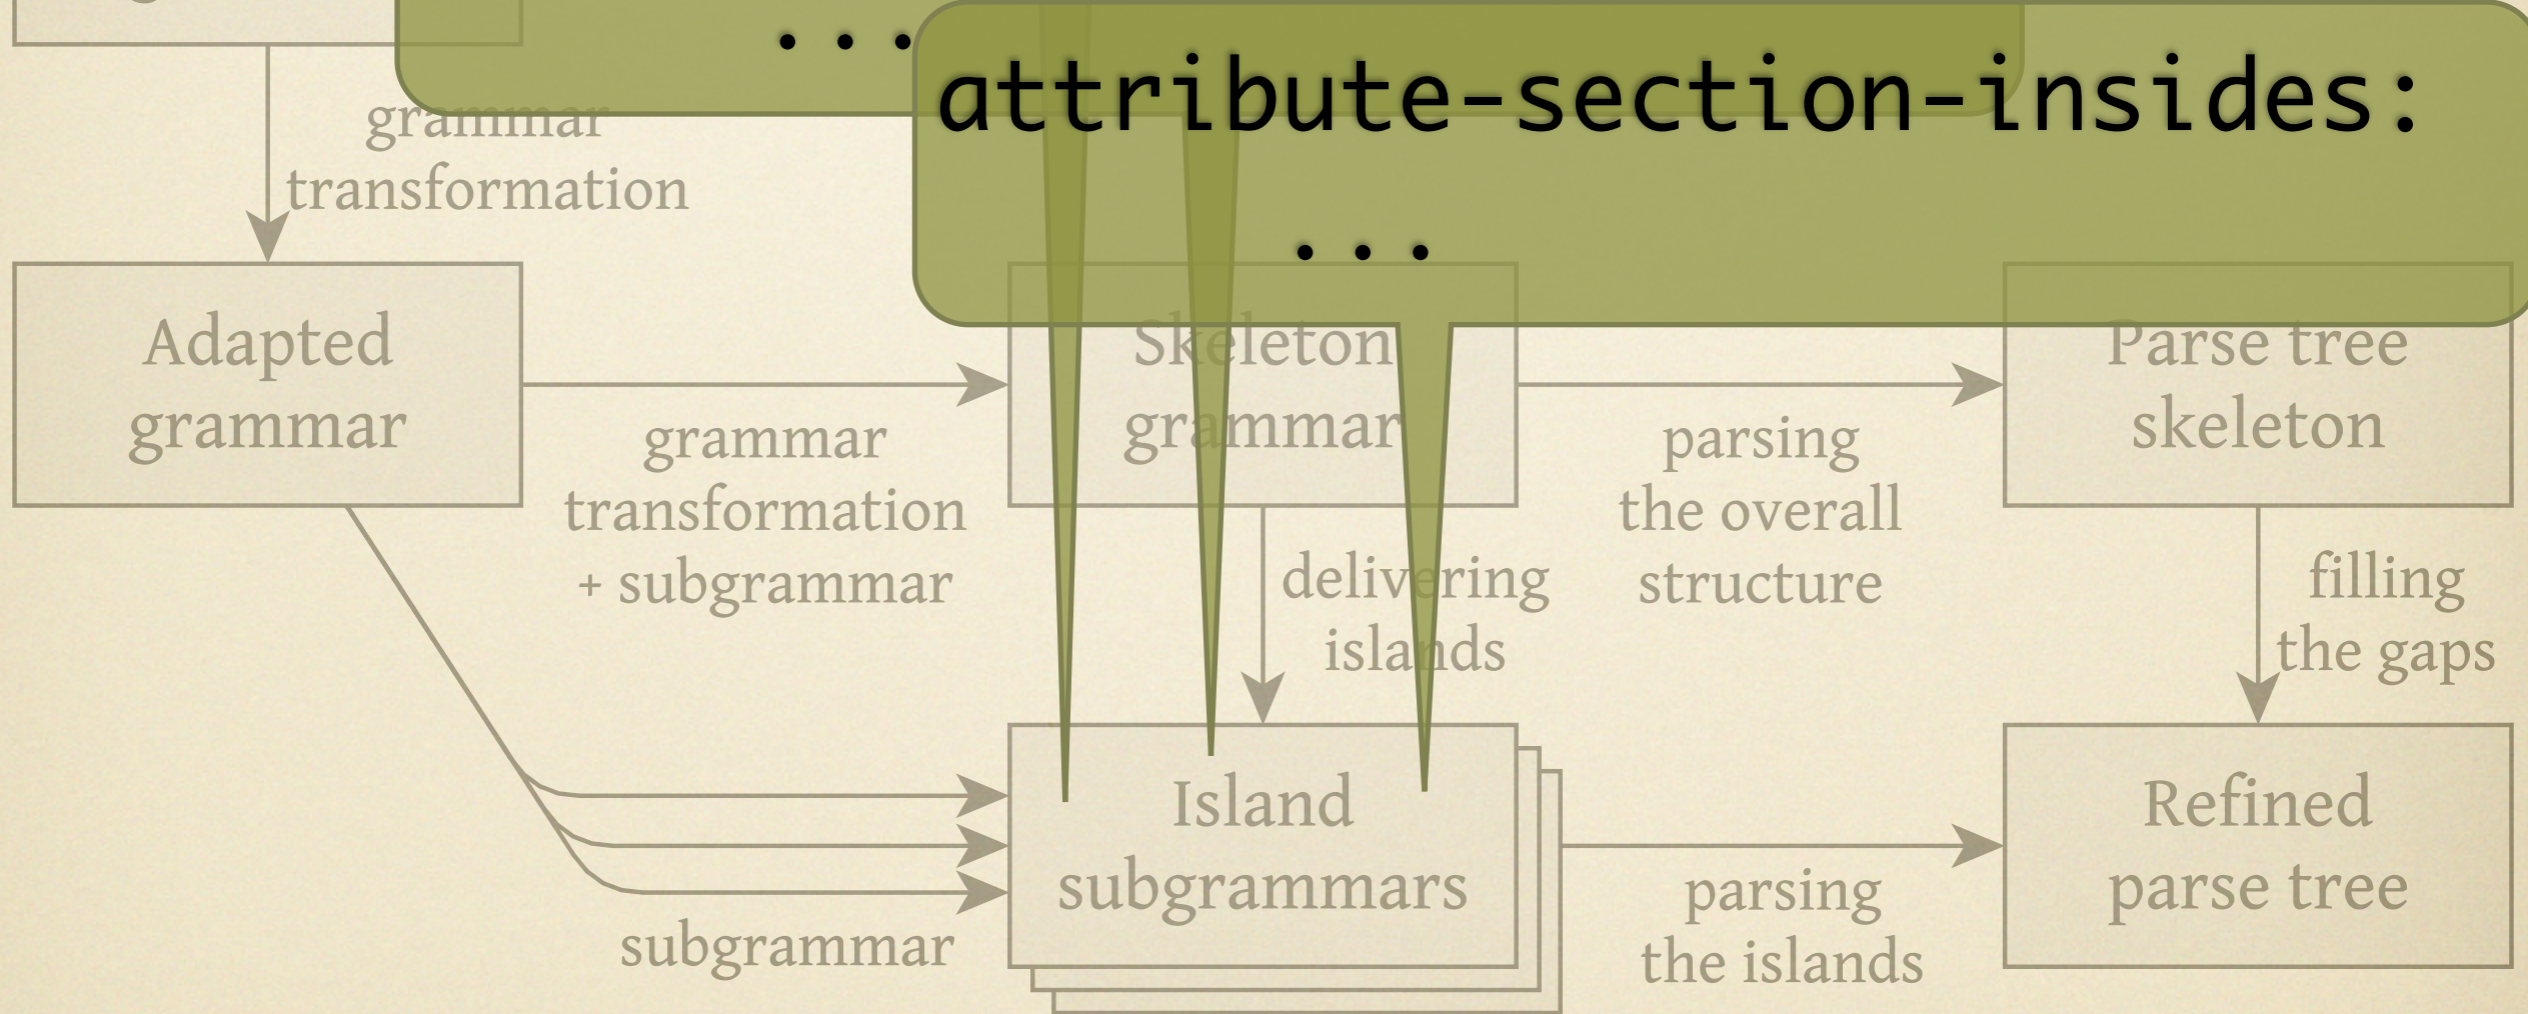 ...
attribute-section-insides:
...
grammar
transformation
Adapted
grammar
grammar
transformation
+ subgrammar
Skeleton
grammar
parsing
the overall
structure
Parse tree
skeleton
delivering
islands
filling
the gaps
subgrammar
Island
subgrammars
parsing
the islands
Refined
parse tree